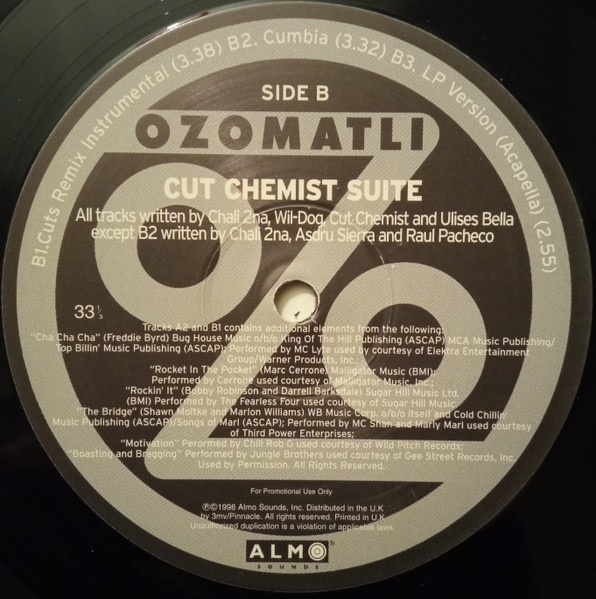 B1.Cuts Remix Instrumental (3.38) B2. Cumbia (3.32) B3. LP Version (Acapella) (2.55)
SIDE B
OZOMATLI
CUT CHEMIST SUITE
All tracks written by Chali 2na, Wil-Dog, Cut Chemist and Ulises Bella
except B2 written by Chali 2na, Asdru Sierra and Raul Pacheco
33 1/3
Tracks A2 and B1 contains additional elements from the following:
"Cha Cha Cha" (Freddie Byrd) Bug House Music o/b/o King Of The Hill Publishing (ASCAP) MCA Music Publishing/
Top Billin' Music Publishing (ASCAP); Performed by MC Lyte used by courtesy of Elektra Entertainment
Group/Warner Products, Inc.;
"Rocket In The Pocket" (Marc Cerrone) Malligator Music (BMI);
Performed by Cerrone used courtesy of Malligator Music, Inc.;
"Rockin' It" (Bobby Robinson and Darrell Barksdale) Sugar Hill Music Ltd.
(BMI) Performed by The Fearless Four used courtesy of Sugar Hill Music;
"The Bridge" (Shawn Moltke and Marlon Williams) WB Music Corp. o/b/o itself and Cold Chillin'
Music Publishing (ASCAP)/Songs of Marl (ASCAP); Performed by MC Shan and Marly Marl used courtesy
of Third Power Enterprises;
"Motivation" Perormed by Chill Rob G used courtesy of Wild Pitch Records;
"Boasting and Bragging" Performed by Jungle Brothers used courtesy of Gee Street Records, Inc.
Used by Permission. All Rights Reserved.
For Promotional Use Only
℗©1998 Almo Sounds, Inc. Distributed in the U.K
by 3mv/Pinnacle. All rights reserved. Printed in U.K
Unauthorized duplication is a violation of applicable laws.
ALMO
SOUNDS